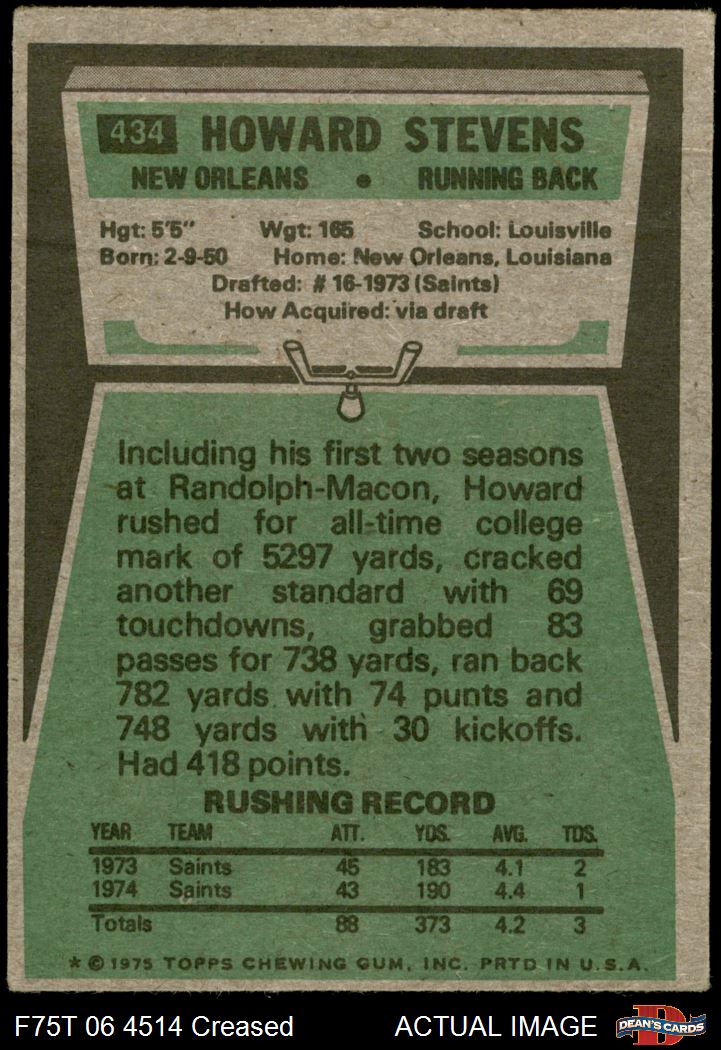 434 HOWARD STEVENS
NEW ORLEANS • RUNNING BACK
Hgt: 5'5" Wgt: 165 School: Louisville
Born: 2-9-50 Home: New Orleans, Louisiana
Drafted: # 16-1973 (Saints)
How Acquired: via draft
Including his first two seasons
at Randolph-Macon, Howard
rushed for all-time college
mark of 5297 yards, cracked
another standard with 69
touchdowns, grabbed 83
passes for 738 yards, ran back
782 yards with 74 punts and
748 yards with 30 kickoffs.
Had 418 points.
RUSHING RECORD
YEAR TEAM ATT. YDS. AVG. TDS.
1973 Saints 45 183 4.1 2
1974 Saints 43 190 4.4 1
Totals 88 373 4.2 3
* © 1975 TOPPS CHEWING GUM, INC. PRTD IN U.S.A.
F75T 06 4514 Creased ACTUAL IMAGE D DEAN'S CARDS